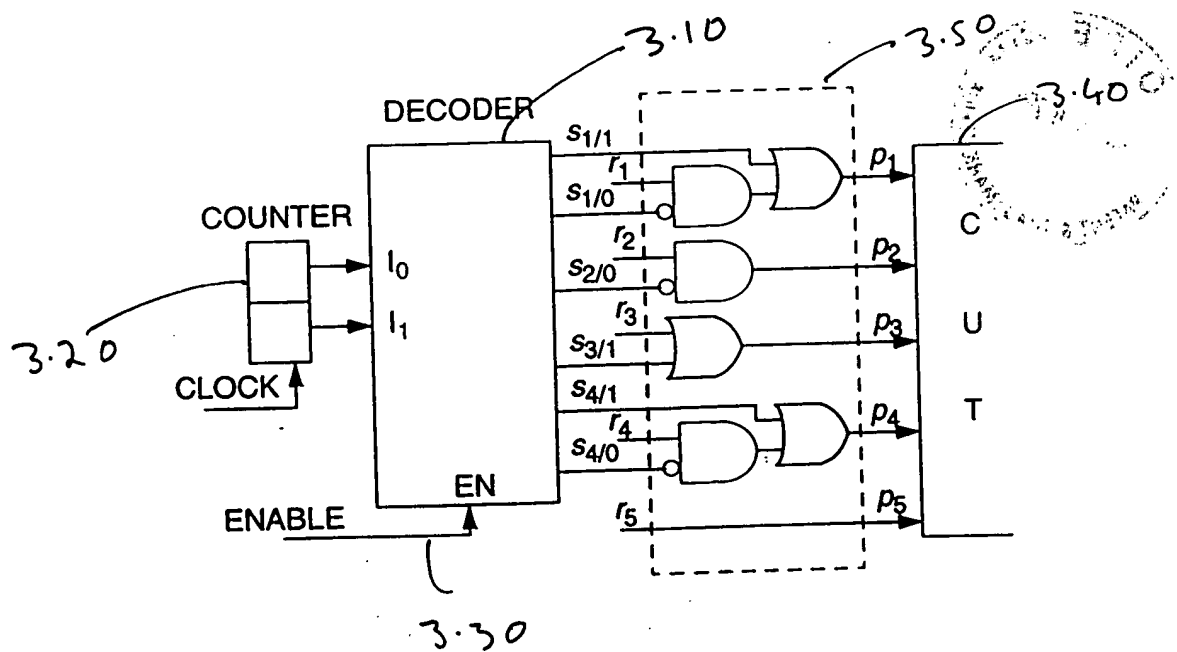 3.10
3.50
3.40
DECODER
s1/1
r1
p1
s1/0
COUNTER
C
r2
I0
s2/0
p2
r3
U
I1
p3
3.20
s3/1
CLOCK
s4/1
T
r4
p4
s4/0
EN
ENABLE
r5
p5
3.30